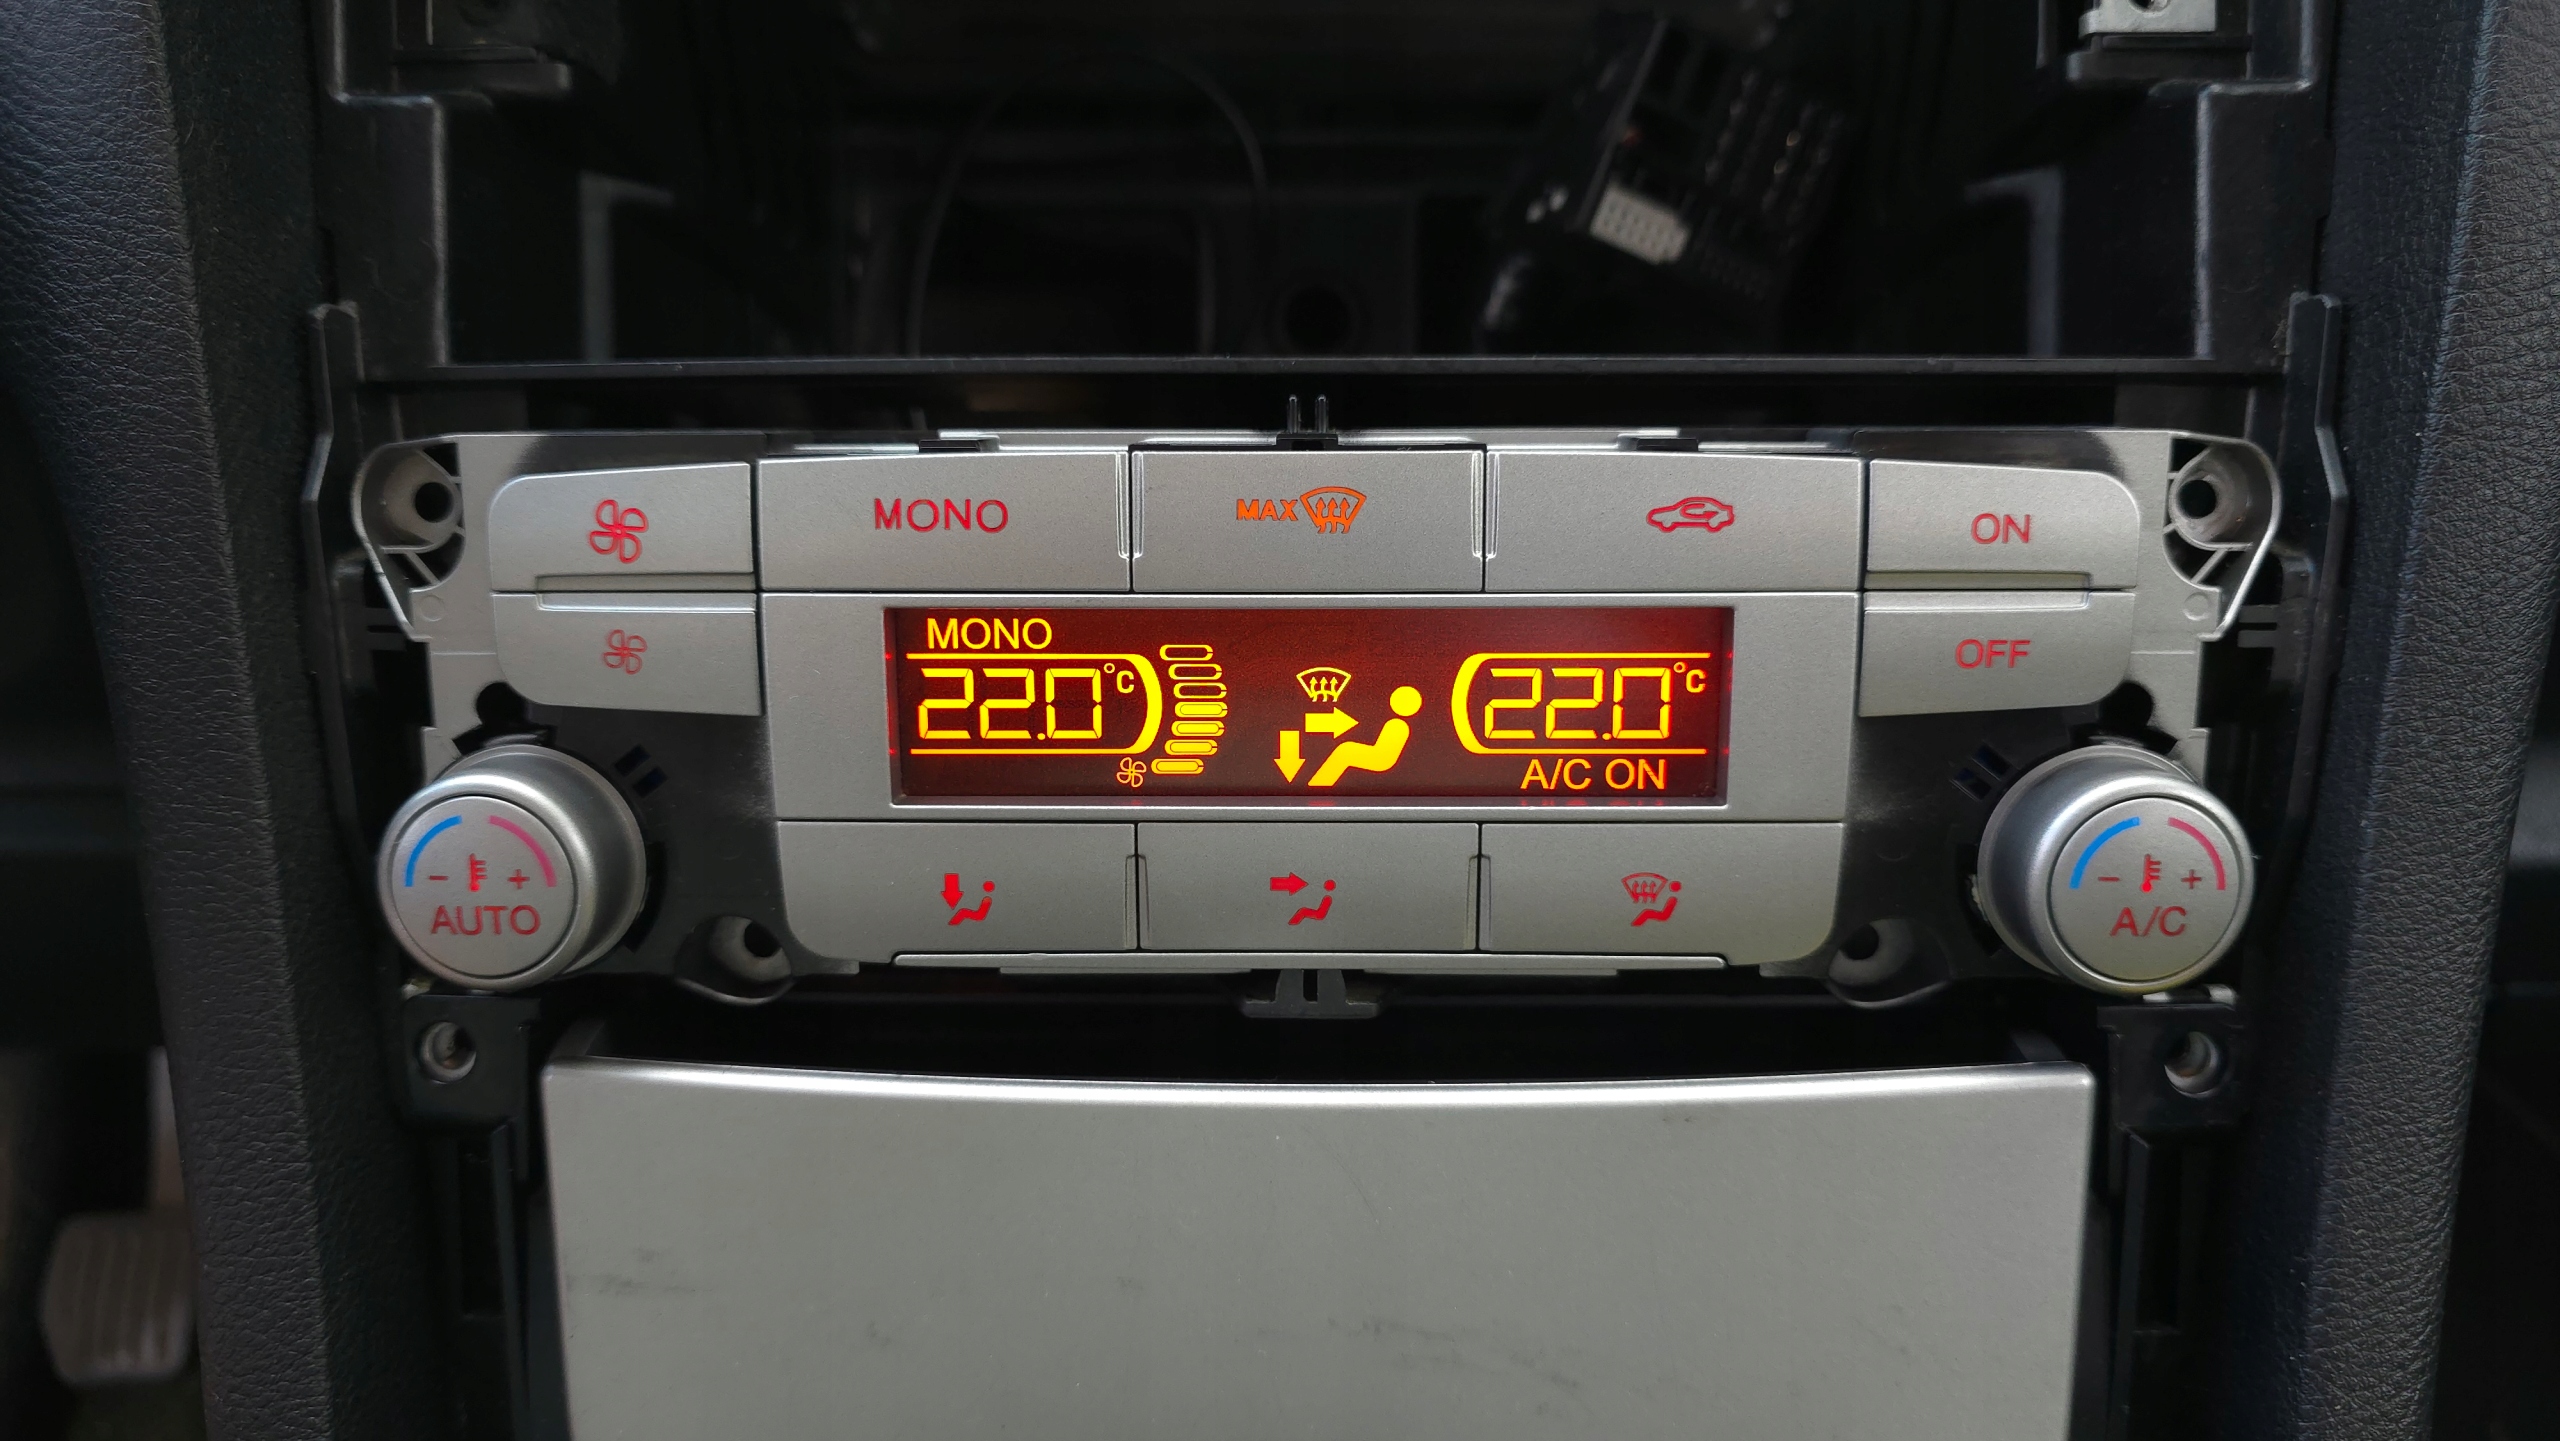 MONO
MAX
ON
OFF
MONO
22.0°C
22.0°C
A/C ON
- +
AUTO
- +
A/C